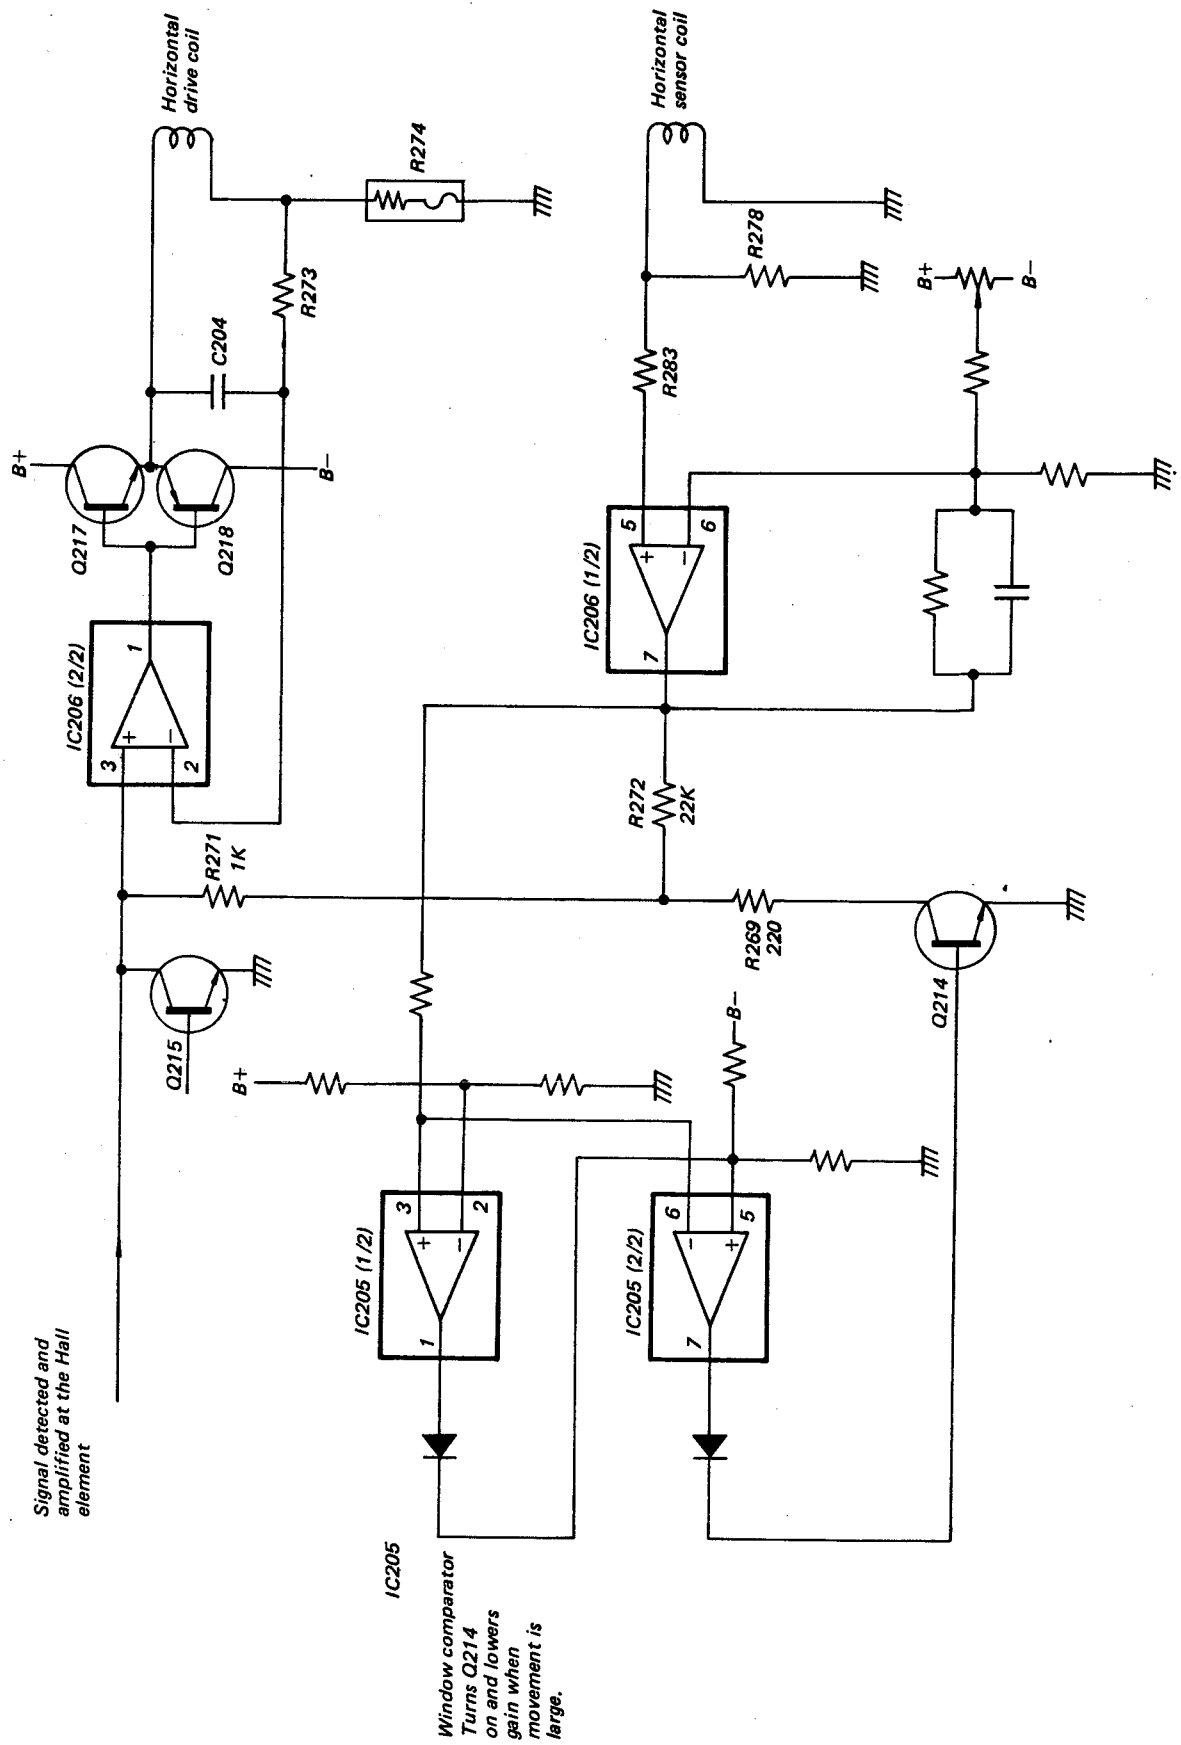 Signal detected and
amplified at the Hall
element
Q215
R271
1K
IC206 (2/2)
3
+
−
2
1
Q217
B+
Q218
B−
C204
R273
Horizontal
drive coil
R274
IC205
Window comparator
Turns Q214
on and lowers
gain when
movement is
large.
IC205 (1/2)
1
+
−
3
2
B+
IC205 (2/2)
7
−
+
6
5
B−
R269
220
Q214
R272
22K
IC206 (1/2)
7
+
−
5
6
R283
R278
Horizontal
sensor coil
B+
B−